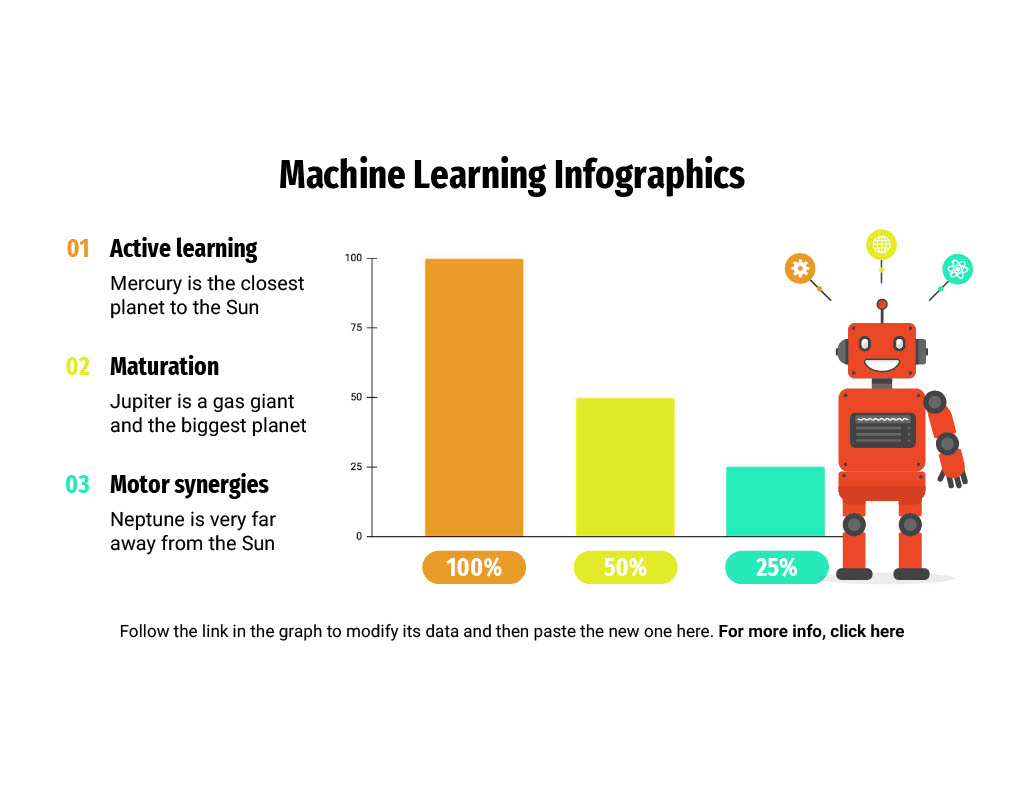 Machine Learning Infographics
01 Active learning
Mercury is the closest
planet to the Sun
02 Maturation
Jupiter is a gas giant
and the biggest planet
03 Motor synergies
Neptune is very far
away from the Sun
100
75
50
25
0
100% 50% 25%
Follow the link in the graph to modify its data and then paste the new one here. For more info, click here